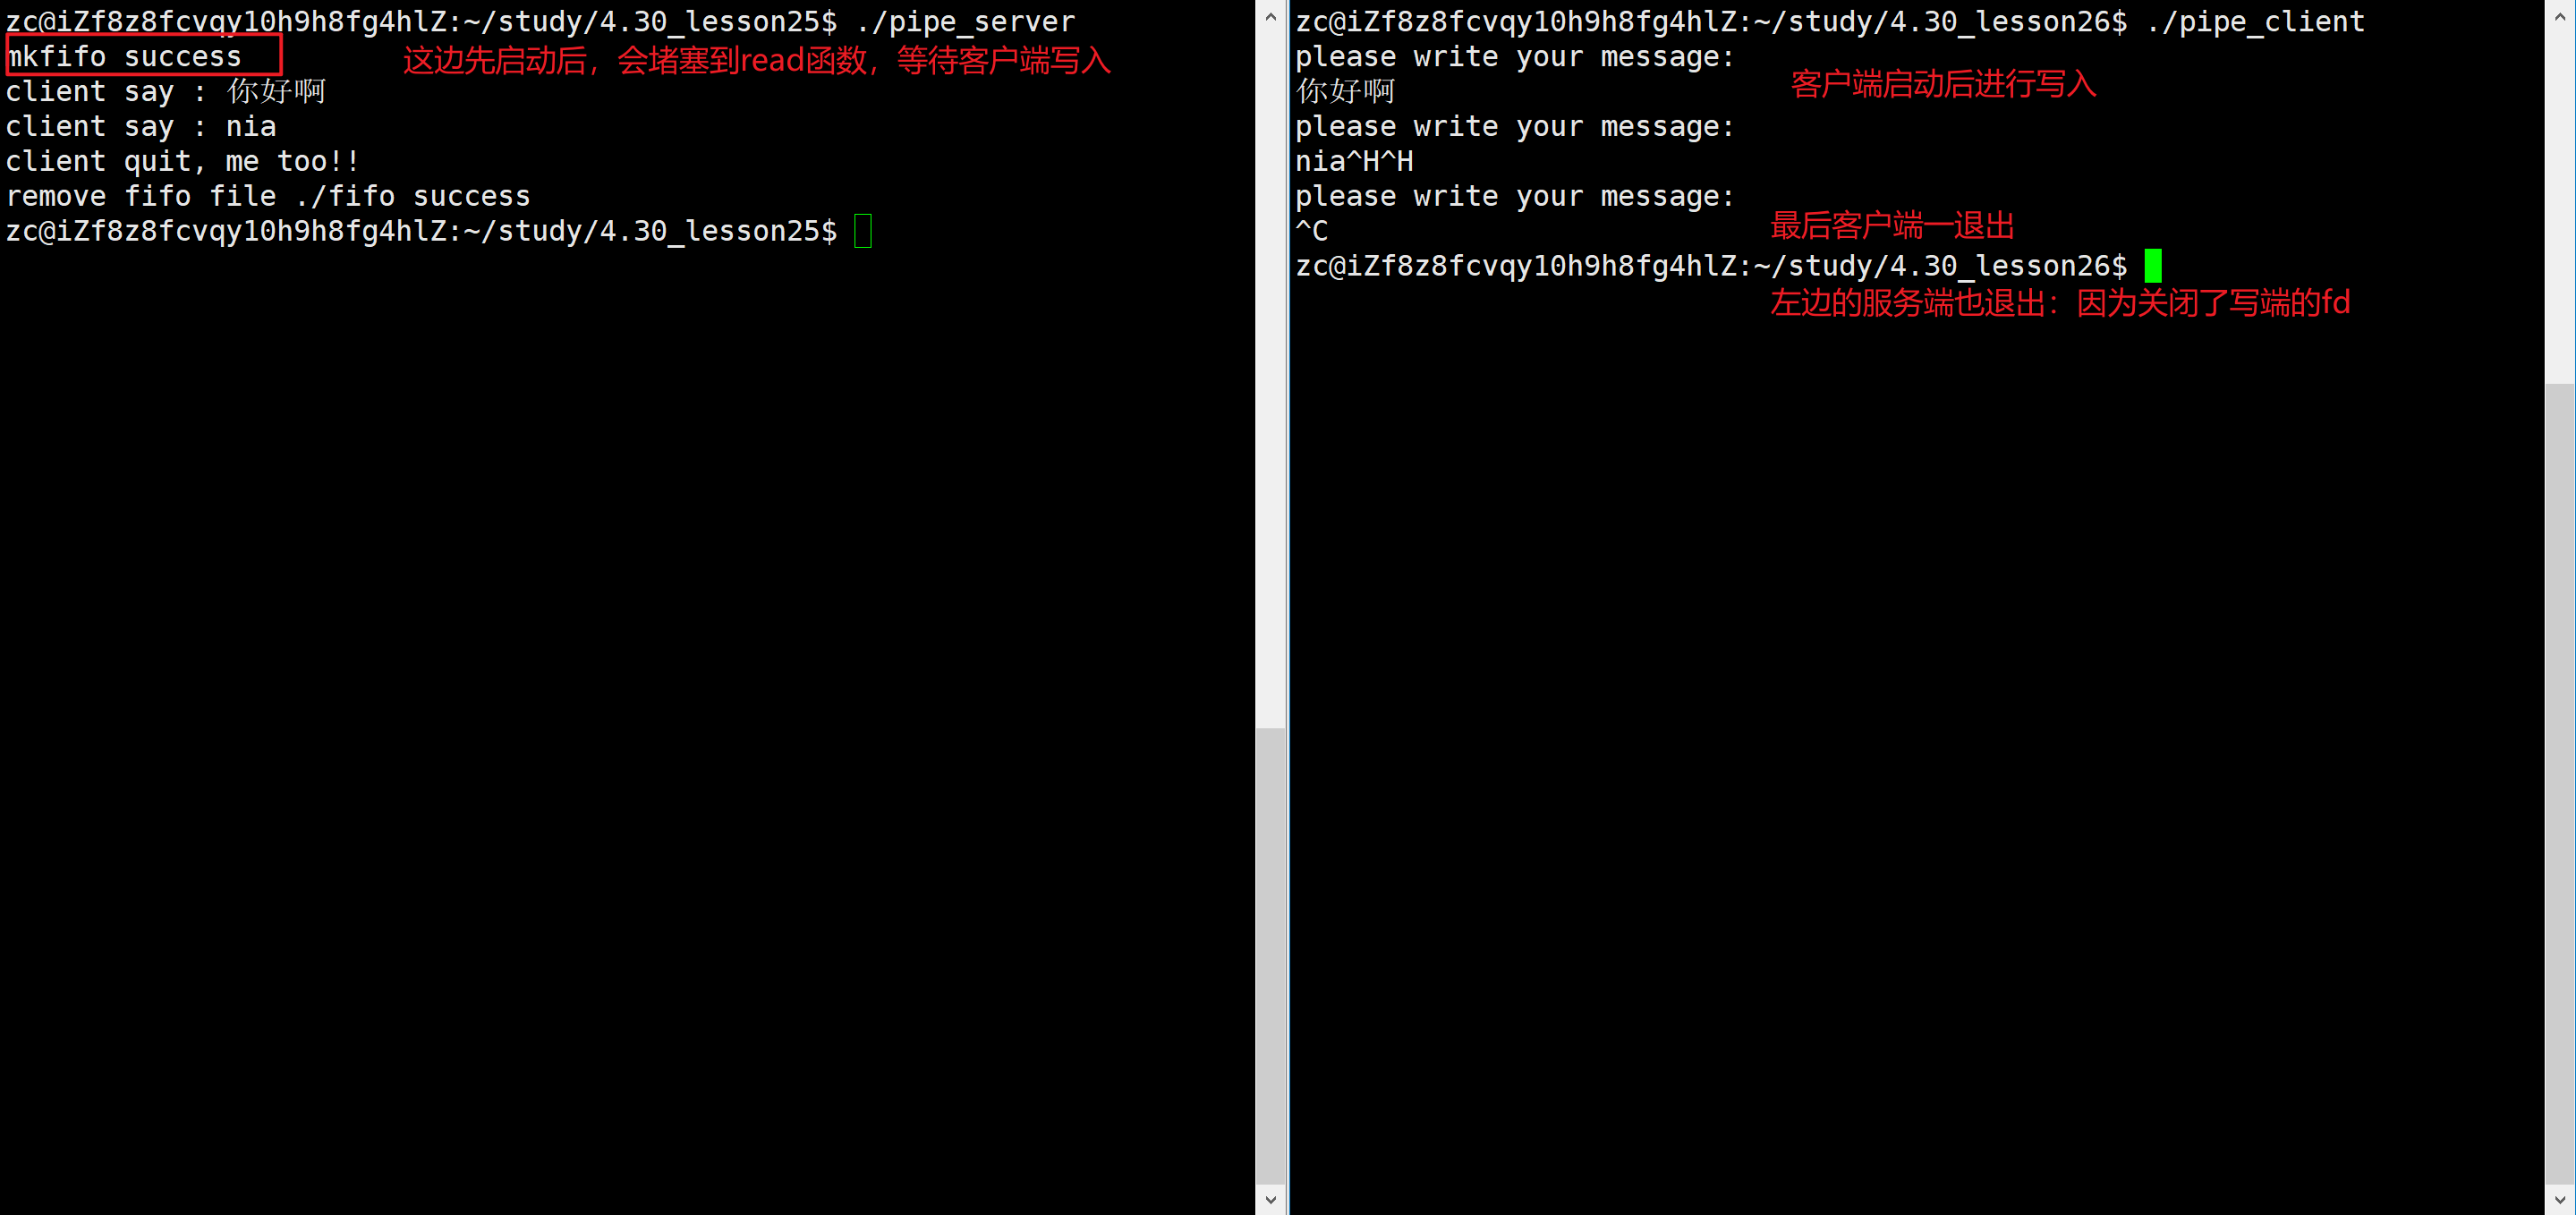 zc@iZf8z8fcvqy10h9h8fg4hlZ:~/study/4.30_lesson25$ ./pipe_server
mkfifo success
这边先启动后，会堵塞到read函数，等待客户端写入
client say : 你好啊
client say : nia
client quit, me too!!
remove fifo file ./fifo success
zc@iZf8z8fcvqy10h9h8fg4hlZ:~/study/4.30_lesson25$
zc@iZf8z8fcvqy10h9h8fg4hlZ:~/study/4.30_lesson26$ ./pipe_client
please write your message:
客户端启动后进行写入
你好啊
please write your message:
nia^H^H
please write your message:
最后客户端一退出
^C
zc@iZf8z8fcvqy10h9h8fg4hlZ:~/study/4.30_lesson26$
左边的服务端也退出：因为关闭了写端的fd